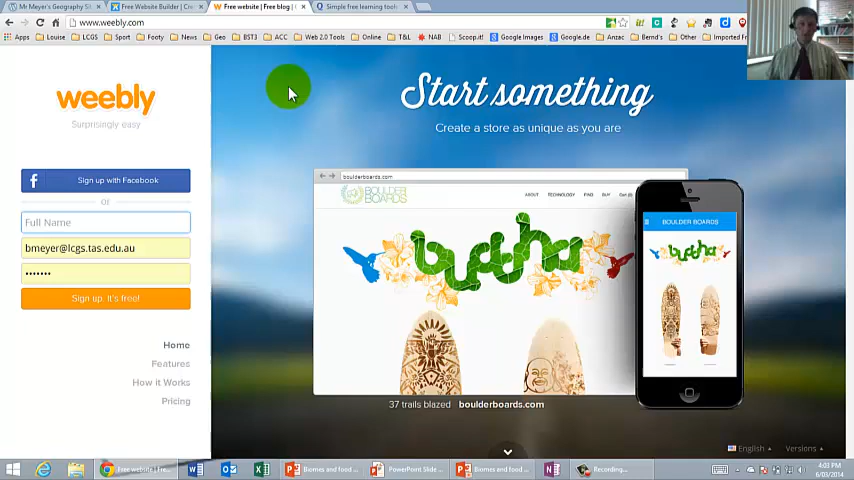 Mr Meyer's Geography S
Free Website Builder | Cre
Free website | Free blog |
Simple free learning tools
www.weebly.com
Apps
Louise
LCGS
Sport
Footy
News
Geo
BST3
ACC
Web 2.0 Tools
Online
T&L
NAB
Scoop.it!
Google Images
Google.de
Anzac
Bernd's
Other
Imported Fr
weebly
Surprisingly easy
f Sign up with Facebook
or
Full Name
bmeyer@lcgs.tas.edu.au
•••••••
Sign up. It's free!
Home
Features
How it Works
Pricing
Start something
Create a store as unique as you are
boulderboards.com
BOULDER
BOARDS
ABOUT TECHNOLOGY FAQ BUY
buddha
BOULDER BOARDS
buddha
37 trails blazed boulderboards.com
English
Versions
Free website | Fre...
Biomes and food ...
PowerPoint Slide ...
Biomes and food ...
Recording...
4:03 PM
6/03/2014